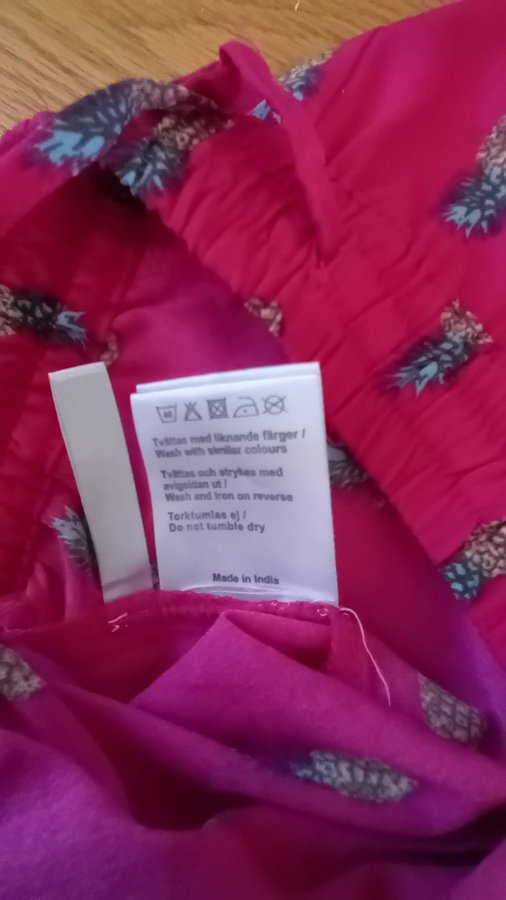 Tvättas med liknande färger /
Wash with similar colours
Tvättas och strykes med
avigsidan ut /
Wash and iron on reverse
Torktumlas ej /
Do not tumble dry
Made in India